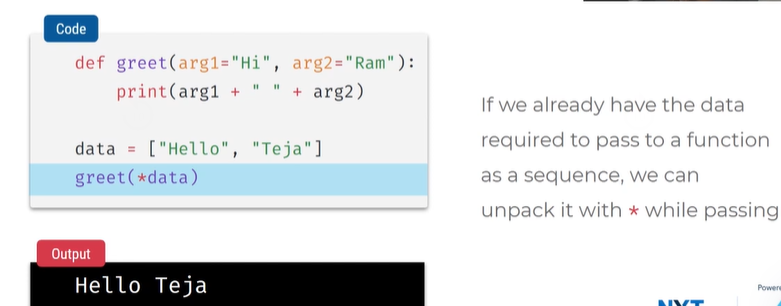 Code
def greet(arg1="Hi", arg2="Ram"):
    print(arg1 + " " + arg2)
data = ["Hello", "Teja"]
greet(*data)
If we already have the data
required to pass to a function
as a sequence, we can
unpack it with * while passing
Output
Hello Teja
Power
NXT